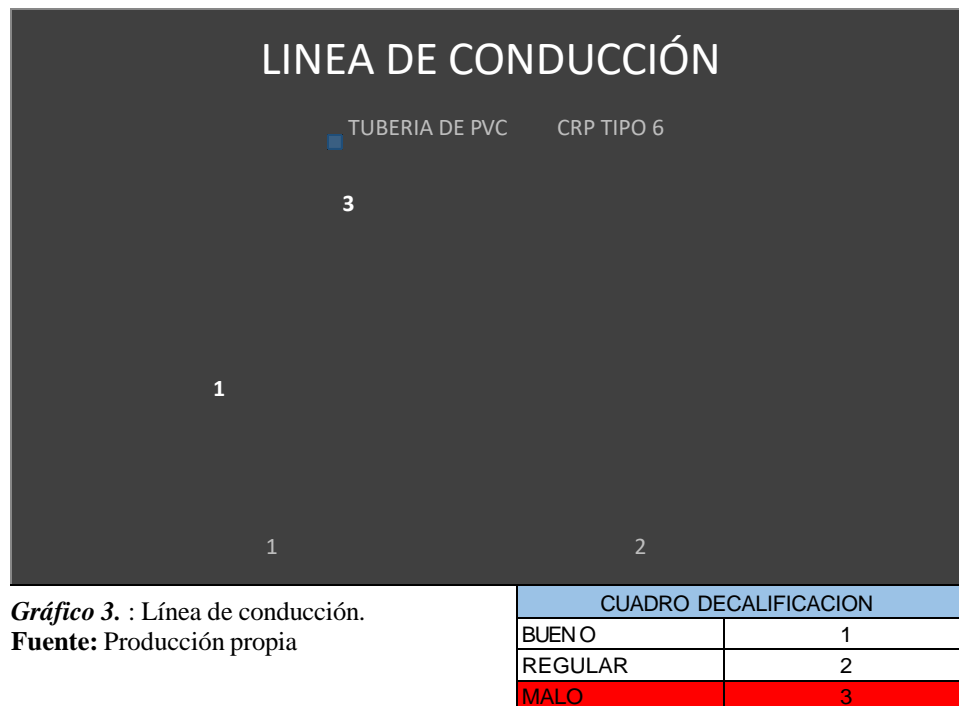 LINEA DE CONDUCCIÓN
TUBERIA DE PVC CRP TIPO 6
3
1
1 2
Gráfico 3. : Línea de conducción.
Fuente: Producción propia
CUADRO DECALIFICACION
BUEN O 1
REGULAR 2
MALO 3